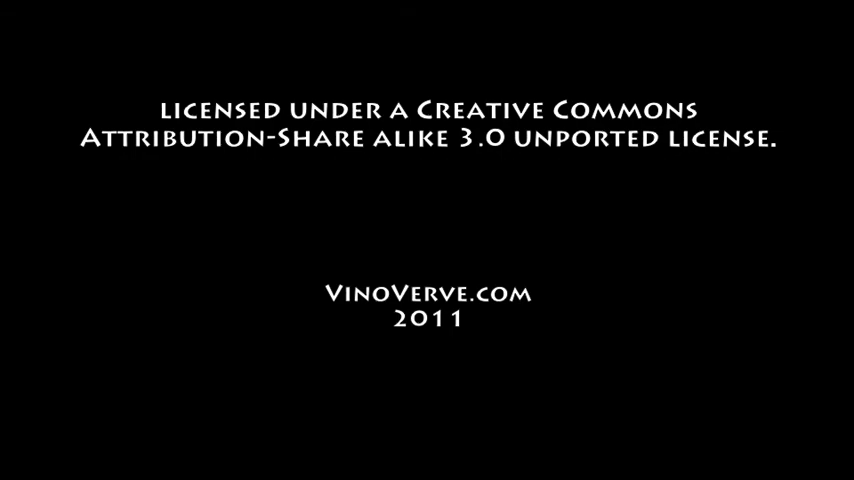 licensed under a Creative Commons
Attribution-Share alike 3.0 unported license.
VinoVerve.com
2011